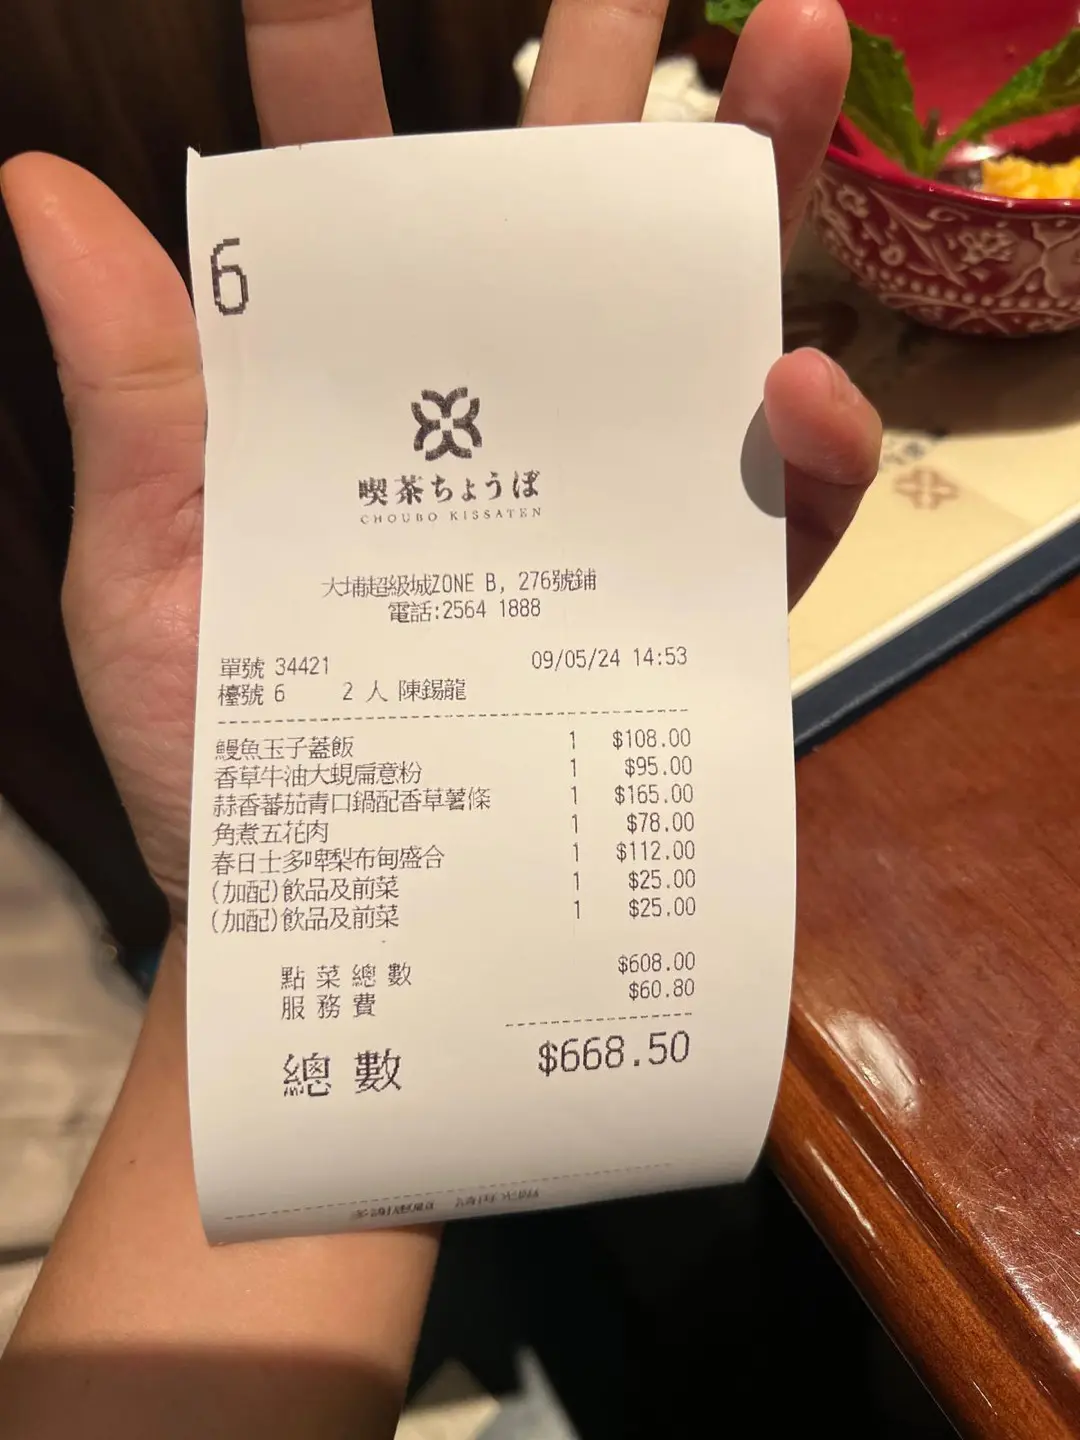 6
喫茶ちょうぼ
CHOUBO KISSATEN
大埔超級城ZONE B, 276號鋪
電話:2564 1888
單號 34421 09/05/24 14:53
檯號 6 2 人 陳錫龍
鰻魚玉子蓋飯 1 $108.00
香草牛油大蜆扁意粉 1 $95.00
蒜香蕃茄青口鍋配香草薯條 1 $165.00
角煮五花肉 1 $78.00
春日士多啤梨布甸盛合 1 $112.00
(加配)飲品及前菜 1 $25.00
(加配)飲品及前菜 1 $25.00
點菜總數 $608.00
服務費 $60.80
總數 $668.50